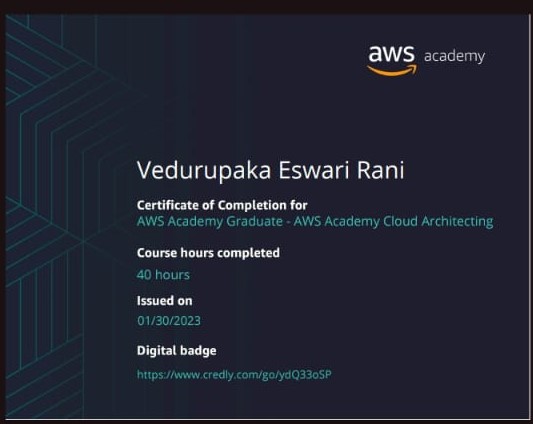 aws academy
Vedurupaka Eswari Rani
Certificate of Completion for
AWS Academy Graduate - AWS Academy Cloud Architecting
Course hours completed
40 hours
Issued on
01/30/2023
Digital badge
https://www.credly.com/go/ydQ33oSP